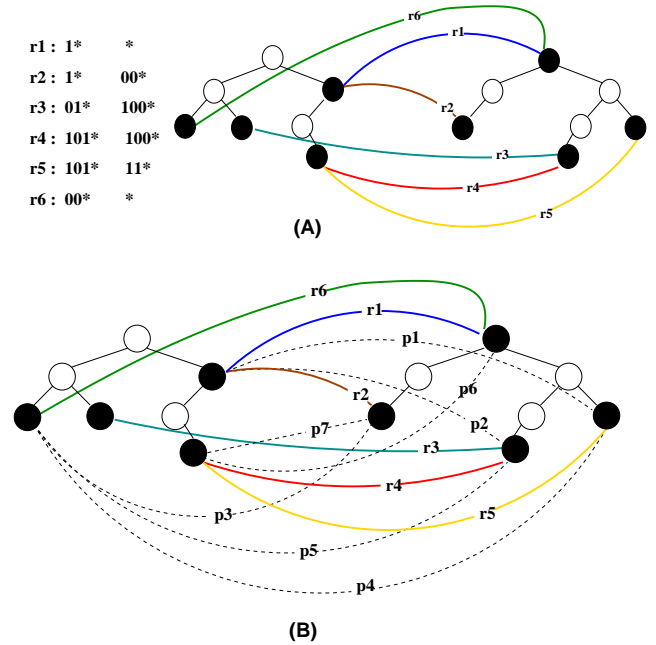 r1 : 1* *
r2 : 1* 00*
r3 : 01* 100*
r4 : 101* 100*
r5 : 101* 11*
r6 : 00* *
r6
r1
r2
r3
r4
r5
(A)
r6
r1
p1
r2
p6
p7
p2
r3
r4
p3
r5
p5
p4
(B)